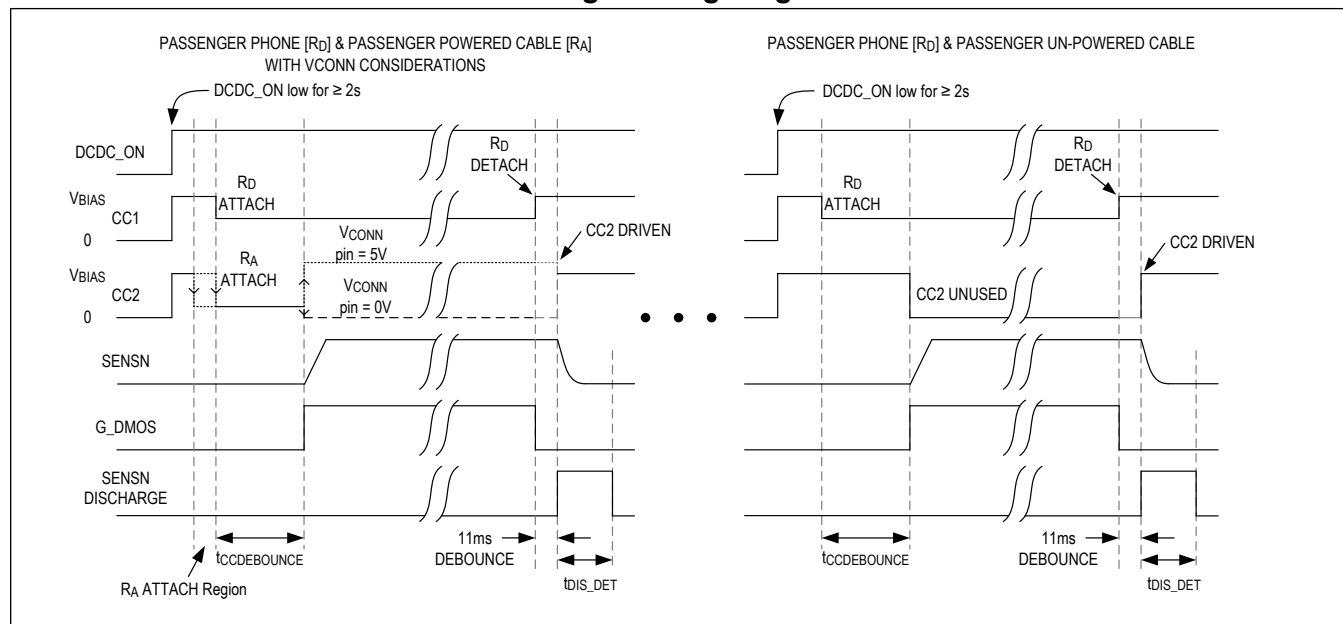 PASSENGER PHONE [RD] & PASSENGER POWERED CABLE [RA]
WITH VCONN CONSIDERATIONS
DCDC_ON low for ≥ 2s
DCDC_ON
RD
DETACH
VBIAS
CC1
0
RD
ATTACH
VCONN
pin = 5V
CC2 DRIVEN
VBIAS
CC2
0
RA
ATTACH
VCONN
pin = 0V
SENSN
G_DMOS
SENSN
DISCHARGE
tCCDEBOUNCE
11ms
DEBOUNCE
tDIS_DET
RA ATTACH Region
PASSENGER PHONE [RD] & PASSENGER UN-POWERED CABLE
DCDC_ON low for ≥ 2s
RD
DETACH
RD
ATTACH
CC2 DRIVEN
CC2 UNUSED
tCCDEBOUNCE
11ms
DEBOUNCE
tDIS_DET